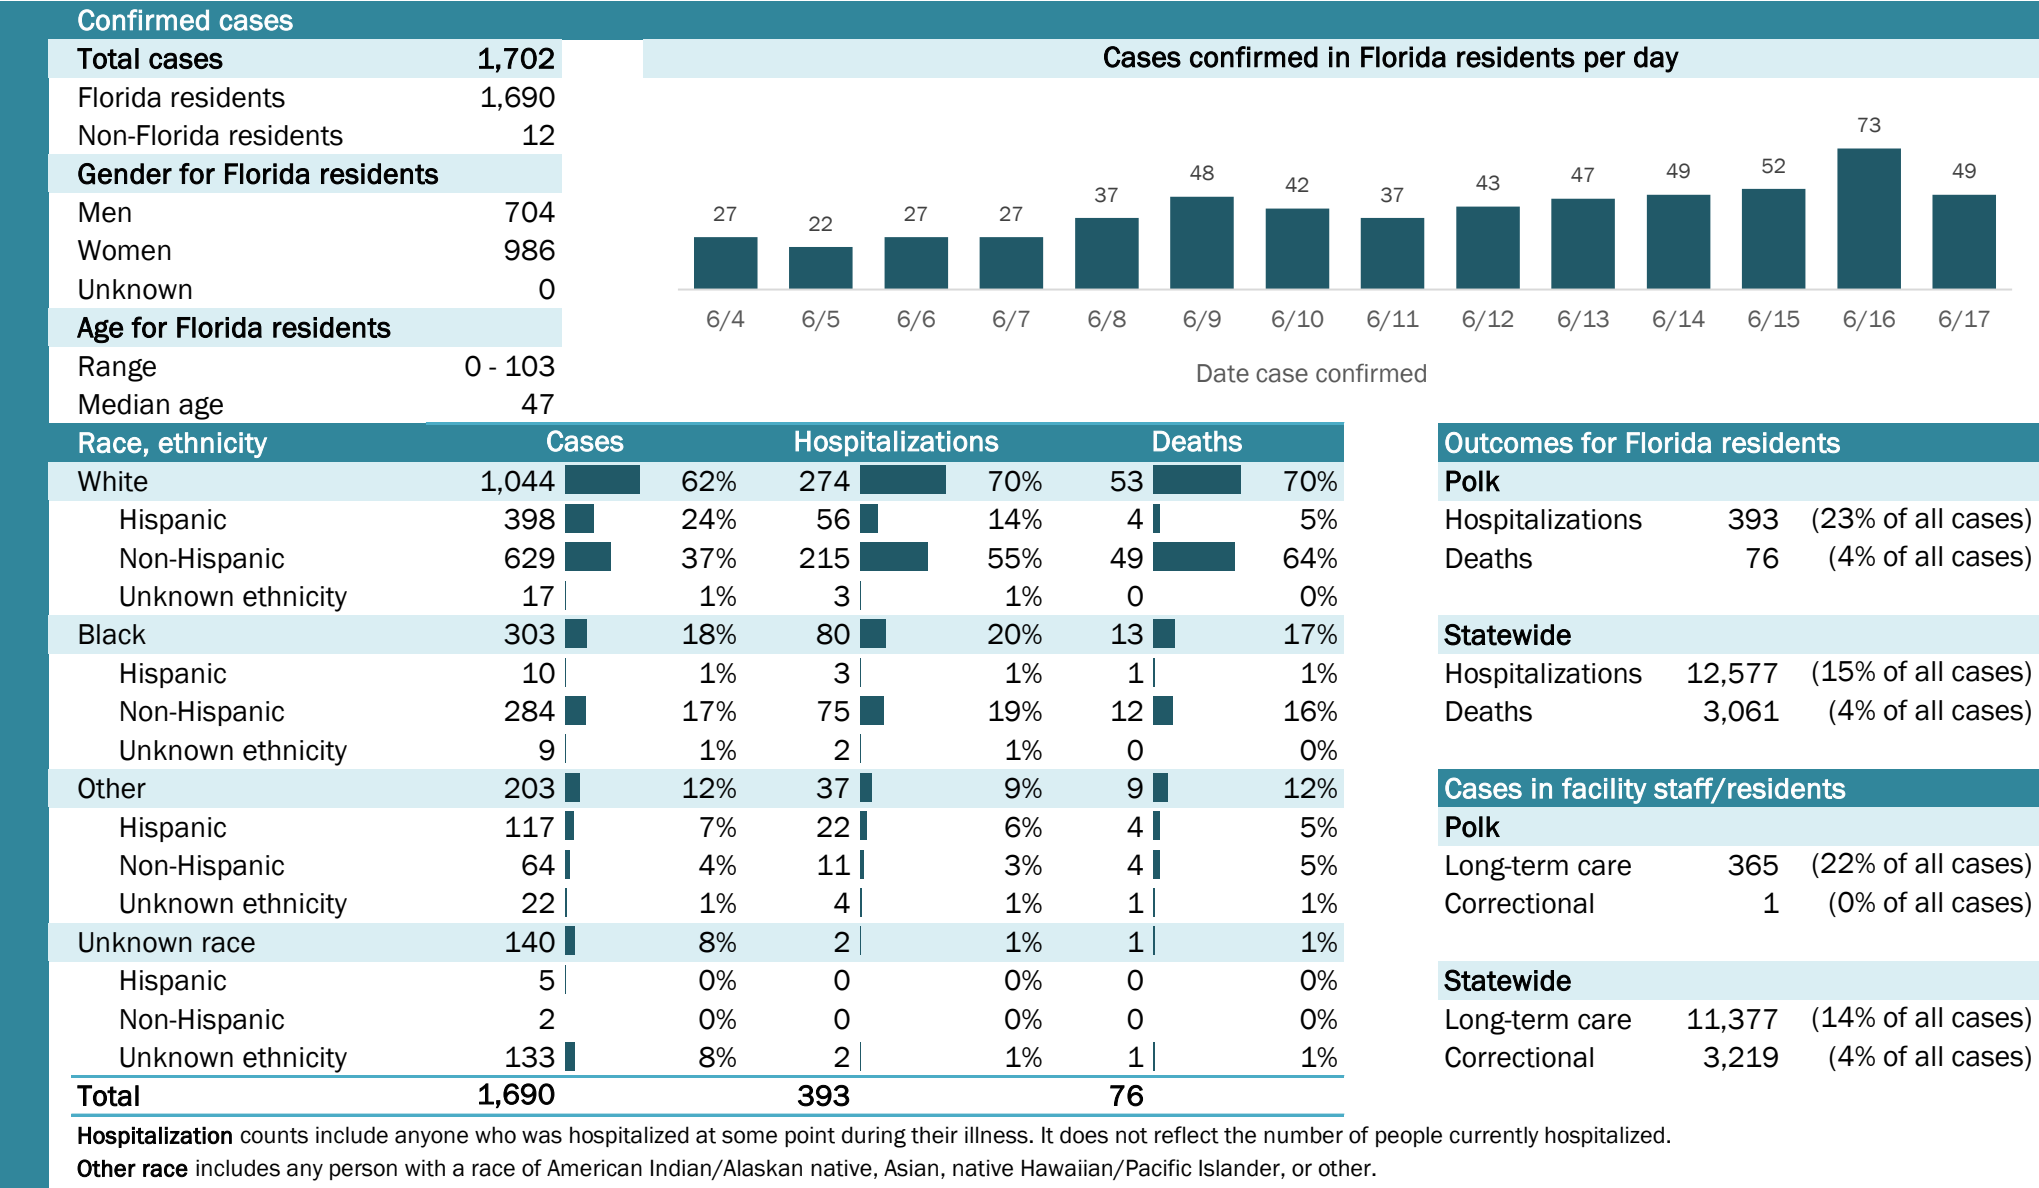 Confirmed cases
Total cases 1,702
Florida residents 1,690
Non-Florida residents 12
Gender for Florida residents
Men 704
Women 986
Unknown 0
Age for Florida residents
Range 0 - 103
Median age 47
Cases confirmed in Florida residents per day
27 22 27 27 37 48 42 37 43 47 49 52 73 49
6/4 6/5 6/6 6/7 6/8 6/9 6/10 6/11 6/12 6/13 6/14 6/15 6/16 6/17
Date case confirmed
Race, ethnicity Cases Hospitalizations Deaths
White 1,044 62% 274 70% 53 70%
Hispanic 398 24% 56 14% 4 5%
Non-Hispanic 629 37% 215 55% 49 64%
Unknown ethnicity 17 1% 3 1% 0 0%
Black 303 18% 80 20% 13 17%
Hispanic 10 1% 3 1% 1 1%
Non-Hispanic 284 17% 75 19% 12 16%
Unknown ethnicity 9 1% 2 1% 0 0%
Other 203 12% 37 9% 9 12%
Hispanic 117 7% 22 6% 4 5%
Non-Hispanic 64 4% 11 3% 4 5%
Unknown ethnicity 22 1% 4 1% 1 1%
Unknown race 140 8% 2 1% 1 1%
Hispanic 5 0% 0 0% 0 0%
Non-Hispanic 2 0% 0 0% 0 0%
Unknown ethnicity 133 8% 2 1% 1 1%
Total 1,690 393 76
Outcomes for Florida residents
Polk
Hospitalizations 393 (23% of all cases)
Deaths 76 (4% of all cases)
Statewide
Hospitalizations 12,577 (15% of all cases)
Deaths 3,061 (4% of all cases)
Cases in facility staff/residents
Polk
Long-term care 365 (22% of all cases)
Correctional 1 (0% of all cases)
Statewide
Long-term care 11,377 (14% of all cases)
Correctional 3,219 (4% of all cases)
Hospitalization counts include anyone who was hospitalized at some point during their illness. It does not reflect the number of people currently hospitalized.
Other race includes any person with a race of American Indian/Alaskan native, Asian, native Hawaiian/Pacific Islander, or other.